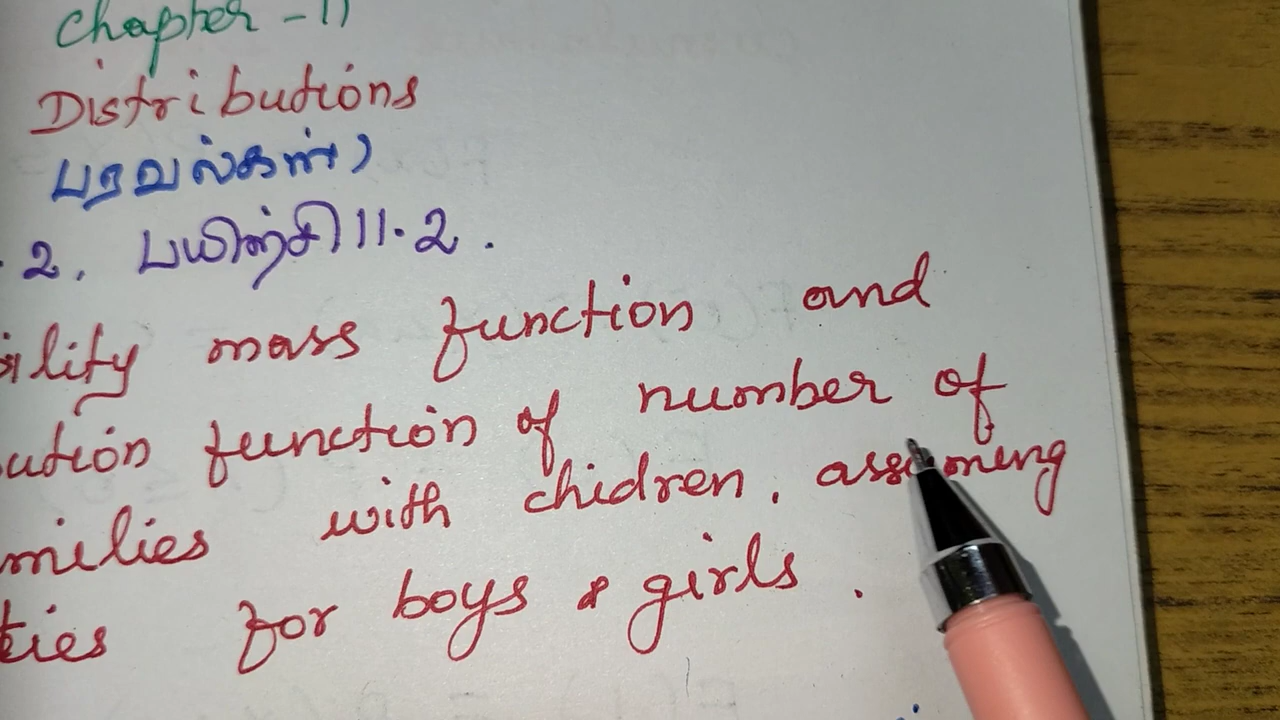 Chapter - 11
Distributions
பரவல்கள்)
2. பயிற்சி 11.2.
ility mass function and
ution function of number of
milies with chidren. assuming
ties for boys & girls.